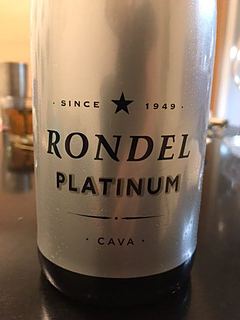 · SINCE ★ 1949 ·
RONDEL
PLATINUM
· CAVA ·